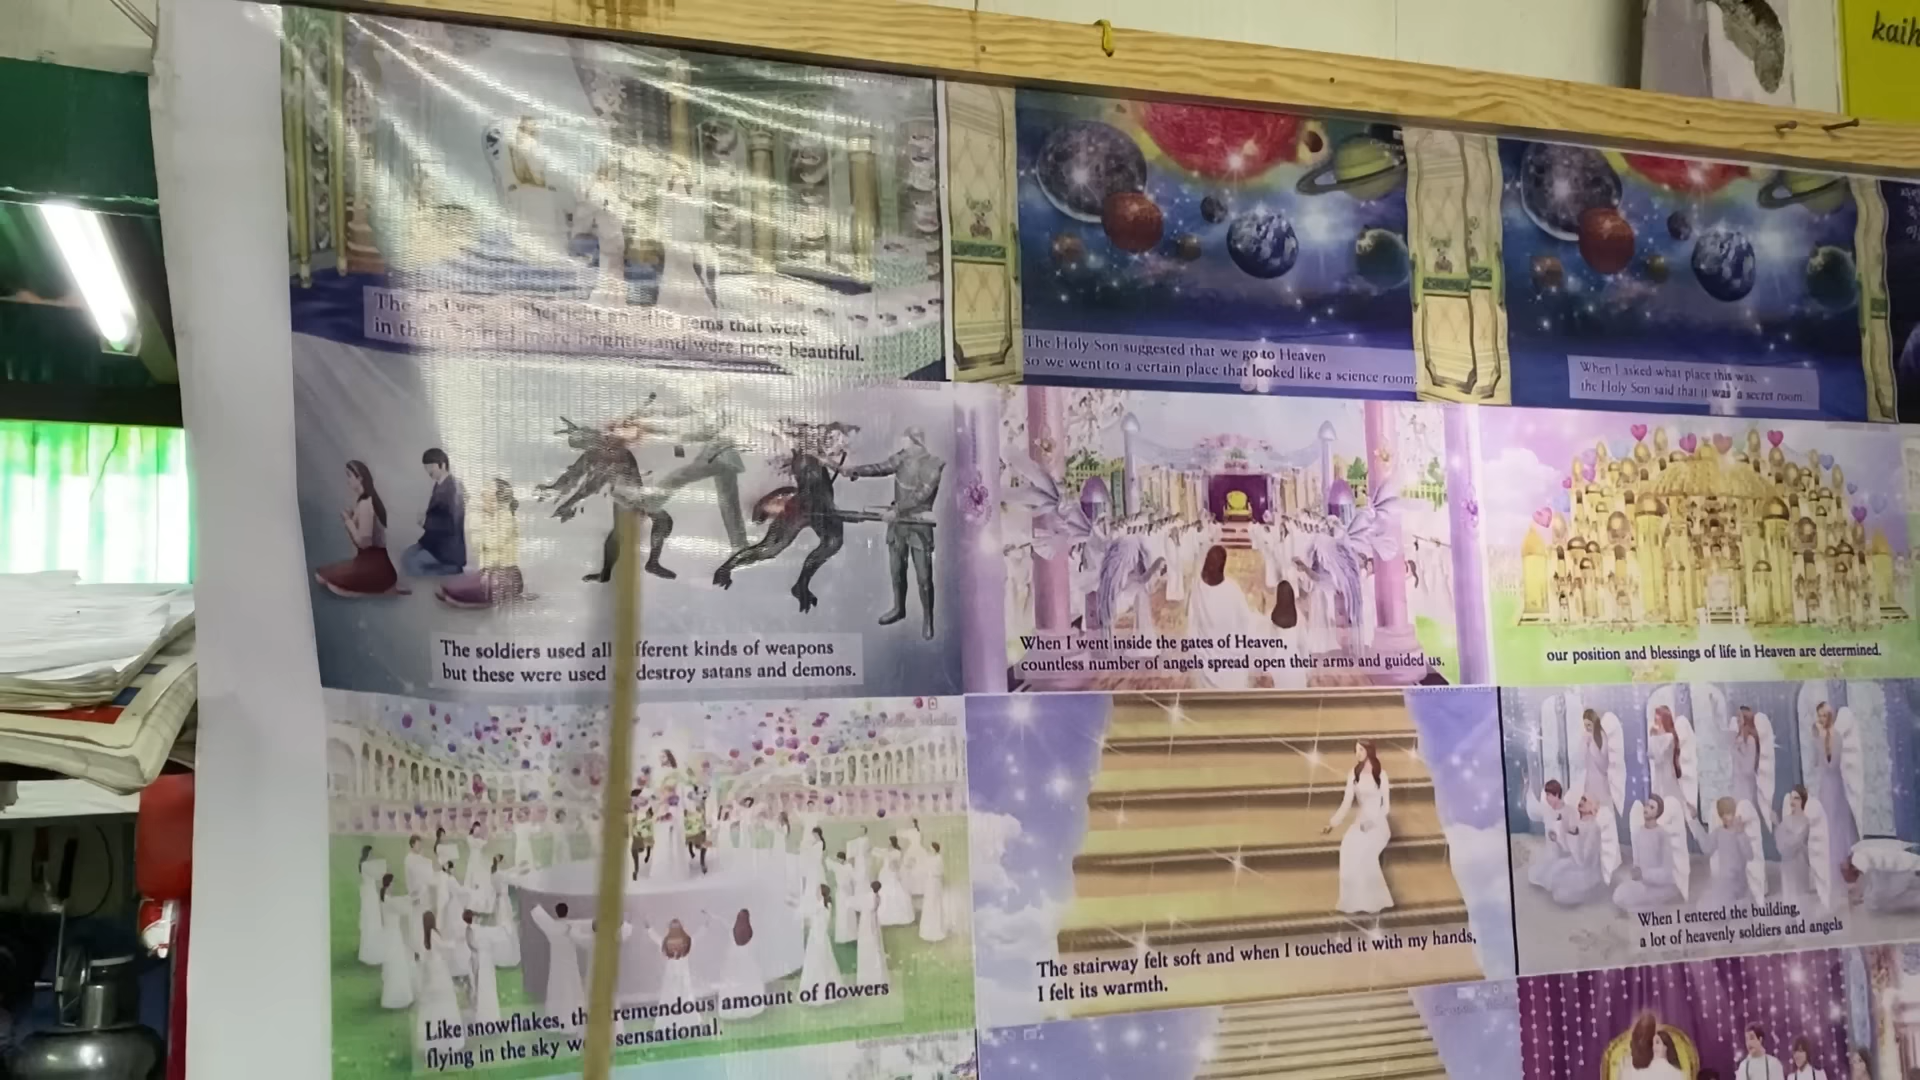 kaih
The
gems that were
in them shined more brightly and were more beautiful.
The Holy Son suggested that we go to Heaven
so we went to a certain place that looked like a science room.
When I asked what place this was,
the Holy Son said that it was a secret room.
The soldiers used all fferent kinds of weapons
but these were used destroy satans and demons.
When I went inside the gates of Heaven,
countless number of angels spread open their arms and guided us.
our position and blessings of life in Heaven are determined.
Like snowflakes, th remendous amount of flowers
flying in the sky w sensational.
The stairway felt soft and when I touched it with my hands,
I felt its warmth.
When I entered the building,
a lot of heavenly soldiers and angels